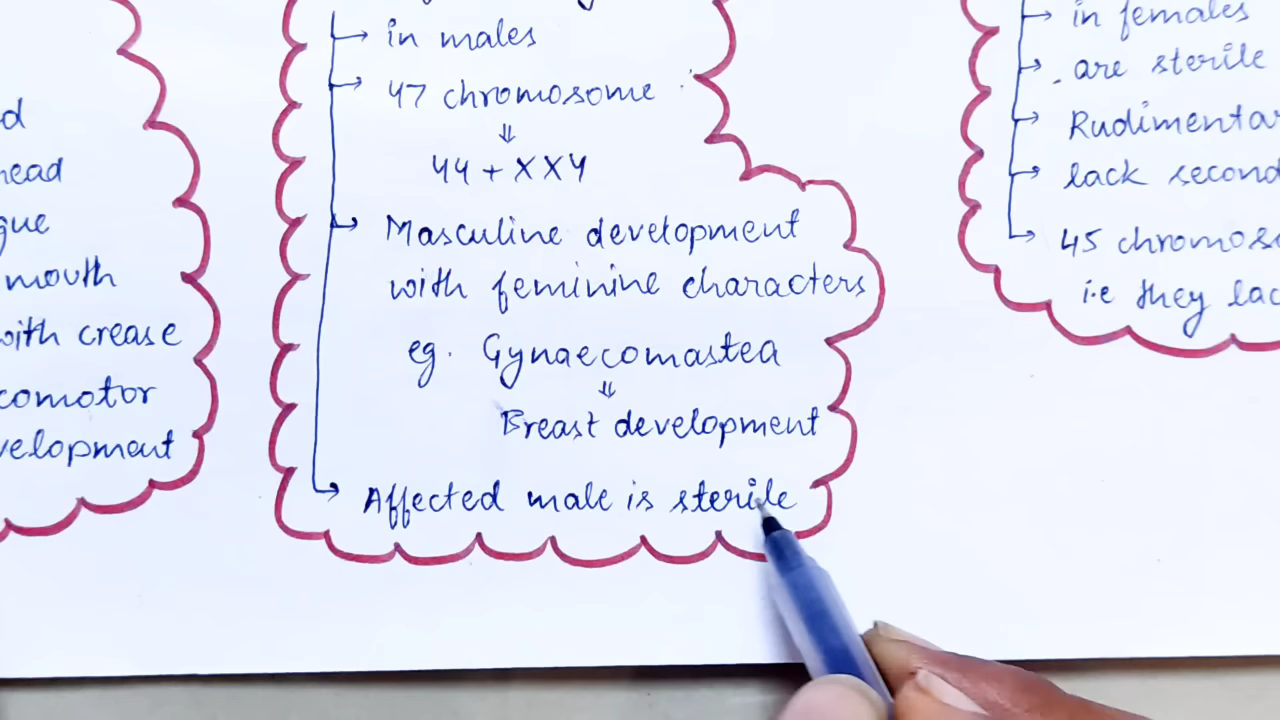 d
head
gue
mouth
with crease
comotor
velopment
in males
47 chromosome
⇓
44 + XXY
Masculine development
with feminine characters
eg. Gynaecomastea
⇓
Breast development
Affected male is sterile
in females
are sterile
Rudimentar
lack second
45 chromoso
i.e they lac